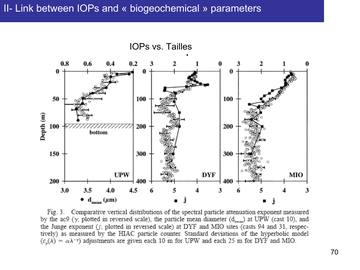 II- Link between IOPs and « biogeochemical » parameters
IOPs vs. Tailles
0.8 0.6 0.4 0.2 3 2 1 0 3 2 1 0
0 0 0
50 100 100
100 200 200
bottom
150 300 300
200 400 400
Depth (m)
UPW DYF MIO
3.0 3.5 4.0 4.5 6 5 4 3 6 5 4 3
(μm) j j
Fig. 3. Comparative vertical distributions of the spectral particle attenuation exponent measured
by the ac9 (γ; plotted in reversed scale), the particle mean diameter (dmean) at UPW (cast 10), and
the Junge exponent (j; plotted in reversed scale) at DYF and MIO sites (casts 94 and 31, respec-
tively) as measured by the HIAC particle counter. Standard deviations of the hyperbolic model
adjustments are given each 10 m for UPW and each 25 m for DYF and MIO.
70